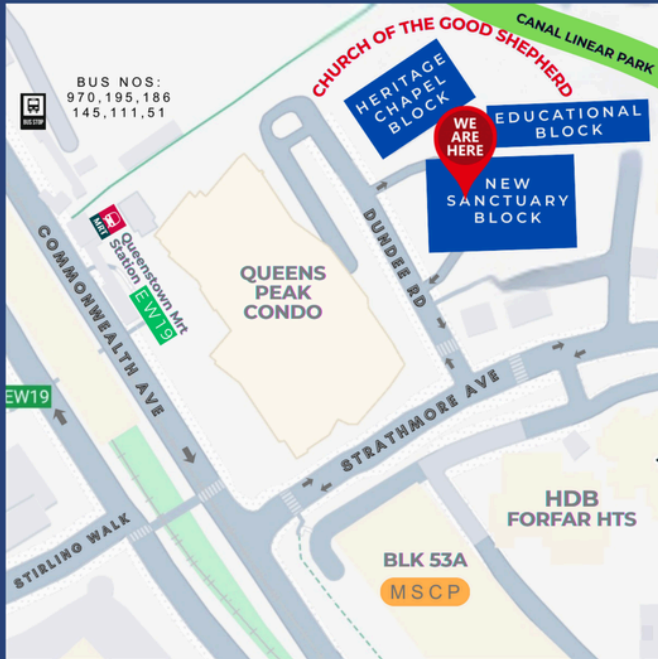 CANAL LINEAR PARK
CHURCH OF THE GOOD SHEPHERD
BUS NOS:
970,195,186
145,111,51
BUS STOP
HERITAGE
CHAPEL
BLOCK
EDUCATIONAL
BLOCK
WE
ARE
HERE
NEW
SANCTUARY
BLOCK
MRT
Queenstown Mrt
Station
EW19
COMMONWEALTH AVE
DUNDEE RD
QUEENS
PEAK
CONDO
EW19
STRATHMORE AVE
STIRLING WALK
HDB
FORFAR HTS
BLK 53A
MSCP